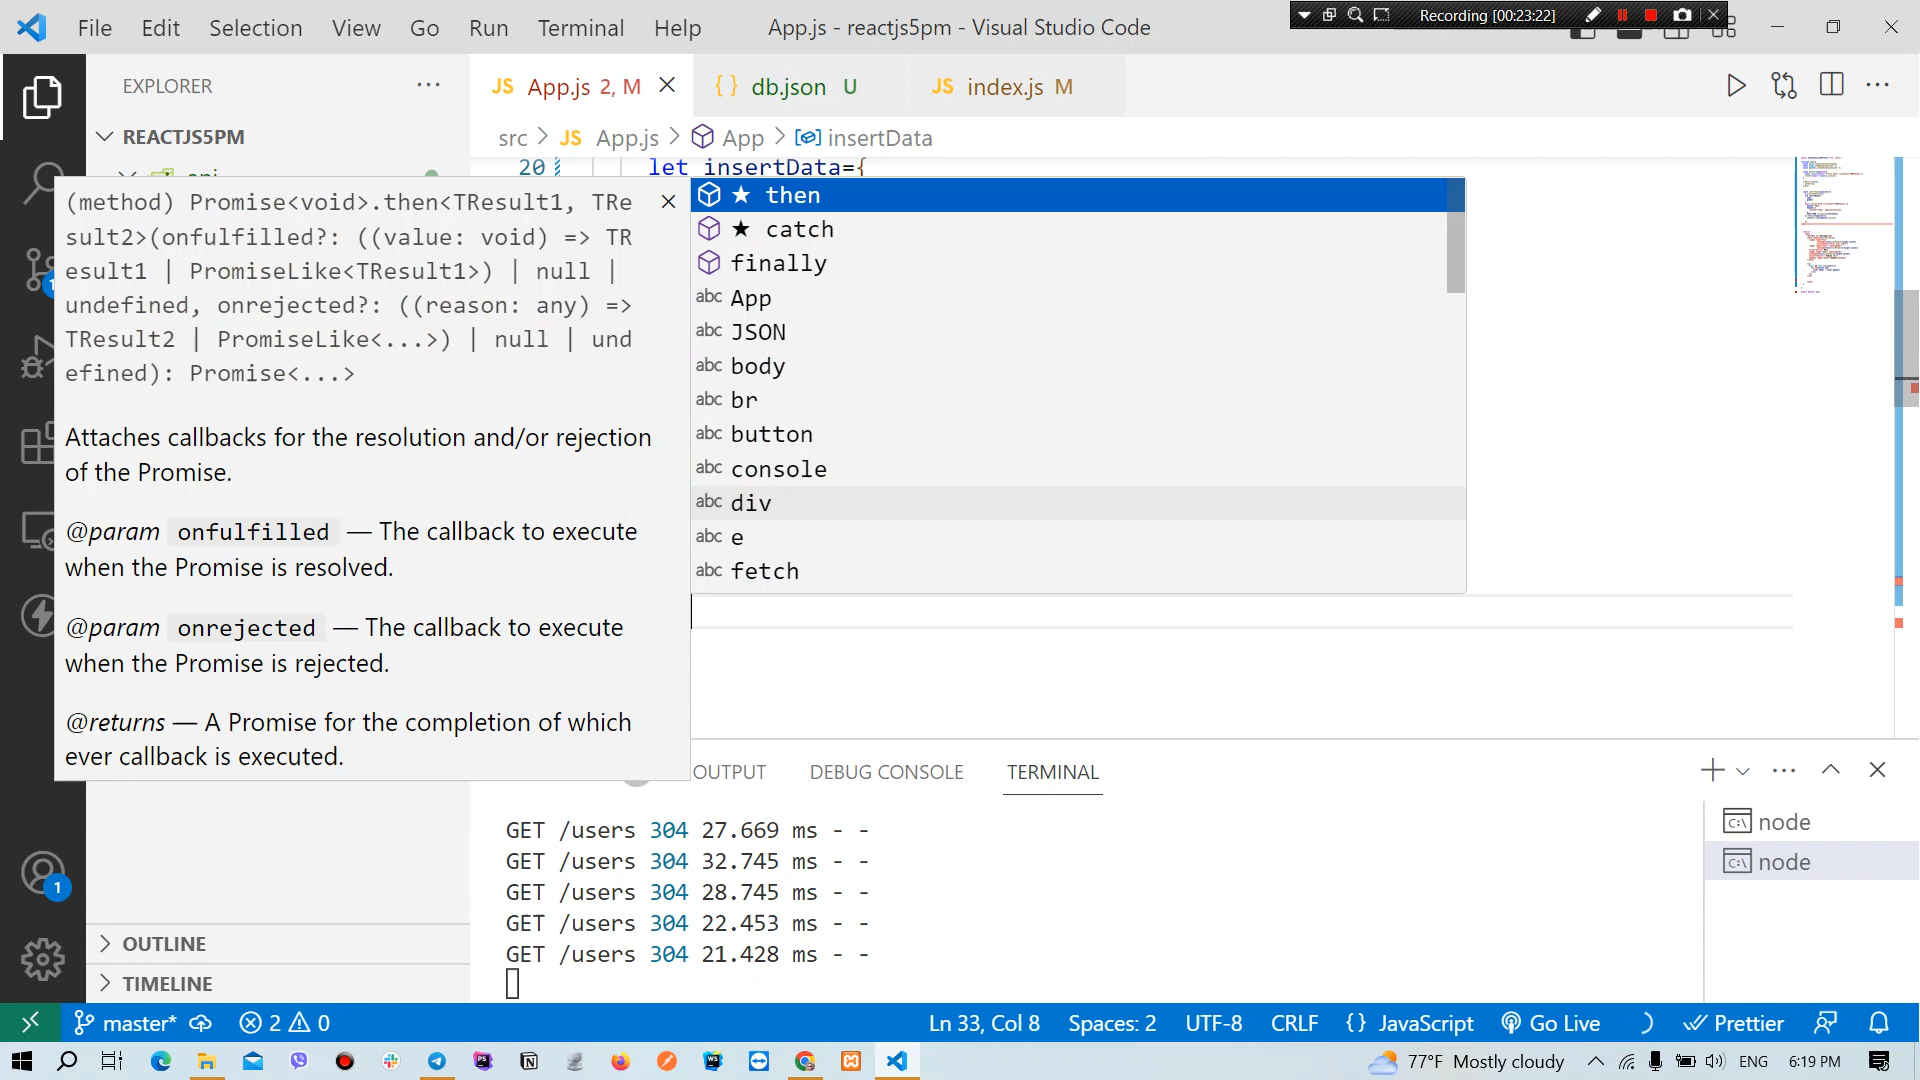 File Edit Selection View Go Run Terminal Help
App.js - reactjs5pm - Visual Studio Code
Recording [00:23:22]
EXPLORER
JS App.js 2, M
{ } db.json U
JS index.js M
REACTJS5PM
src > JS App.js > App > insertData
20 let insertData={
(method) Promise<void>.then<TResult1, TRe
sult2>(onfulfilled?: ((value: void) => TR
esult1 | PromiseLike<TResult1>) | null |
undefined, onrejected?: ((reason: any) =>
TResult2 | PromiseLike<...>) | null | und
efined): Promise<...>
Attaches callbacks for the resolution and/or rejection
of the Promise.
@param onfulfilled — The callback to execute
when the Promise is resolved.
@param onrejected — The callback to execute
when the Promise is rejected.
@returns — A Promise for the completion of which
ever callback is executed.
★ then
★ catch
finally
abc App
abc JSON
abc body
abc br
abc button
abc console
abc div
abc e
abc fetch
OUTPUT DEBUG CONSOLE TERMINAL
GET /users 304 27.669 ms - -
GET /users 304 32.745 ms - -
GET /users 304 28.745 ms - -
GET /users 304 22.453 ms - -
GET /users 304 21.428 ms - -
node
node
1
OUTLINE
TIMELINE
master* 2 0 Ln 33, Col 8 Spaces: 2 UTF-8 CRLF { } JavaScript Go Live Prettier
77°F Mostly cloudy ENG 6:19 PM